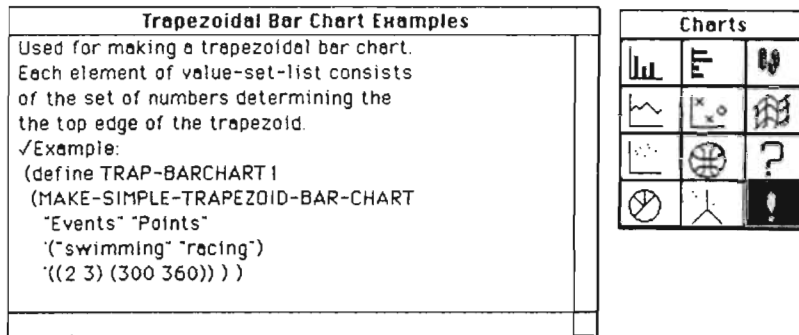 Trapezoidal Bar Chart Examples
Used for making a trapezoidal bar chart.
Each element of value-set-list consists
of the set of numbers determining the
the top edge of the trapezoid.
√Example:
(define TRAP-BARCHART1
(MAKE-SIMPLE-TRAPEZOID-BAR-CHART
"Events" "Points"
'("swimming" "racing")
'((2 3) (300 360)) ) )
Charts
?
!